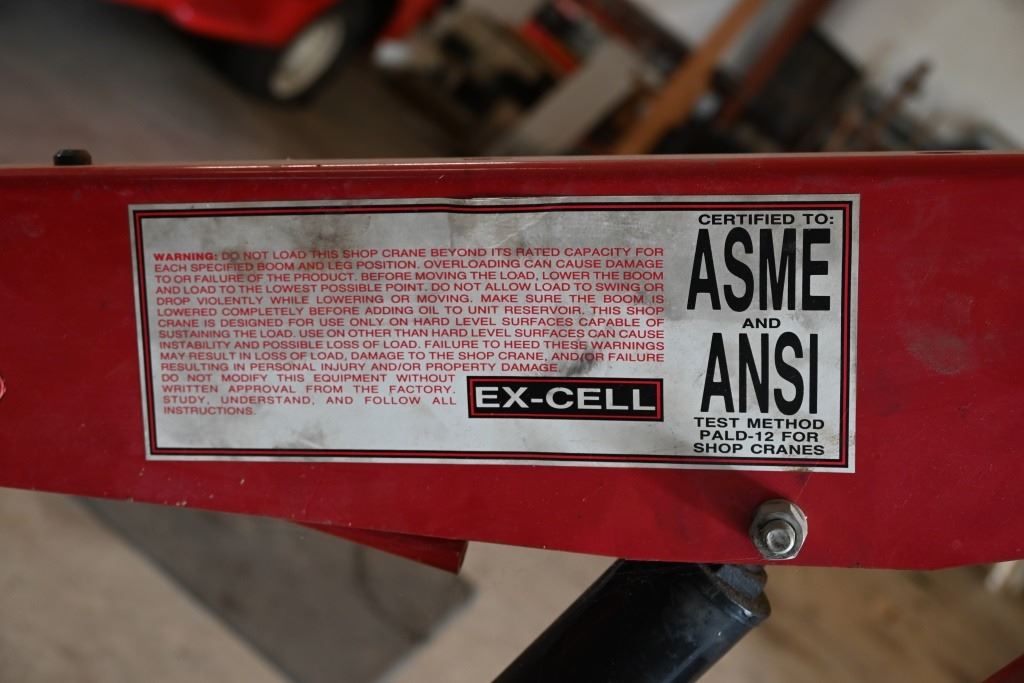 WARNING: DO NOT LOAD THIS SHOP CRANE BEYOND ITS RATED CAPACITY FOR
EACH SPECIFIED BOOM AND LEG POSITION. OVERLOADING CAN CAUSE DAMAGE
TO OR FAILURE OF THE PRODUCT. BEFORE MOVING THE LOAD, LOWER THE BOOM
AND LOAD TO THE LOWEST POSSIBLE POINT. DO NOT ALLOW LOAD TO SWING OR
DROP VIOLENTLY WHILE LOWERING OR MOVING. MAKE SURE THE BOOM IS
LOWERED COMPLETELY BEFORE ADDING OIL TO UNIT RESERVOIR. THIS SHOP
CRANE IS DESIGNED FOR USE ONLY ON HARD LEVEL SURFACES CAPABLE OF
SUSTAINING THE LOAD. USE ON OTHER THAN HARD LEVEL SURFACES CAN CAUSE
INSTABILITY AND POSSIBLE LOSS OF LOAD. FAILURE TO HEED THESE WARNINGS
MAY RESULT IN LOSS OF LOAD, DAMAGE TO THE SHOP CRANE, AND/OR FAILURE
RESULTING IN PERSONAL INJURY AND/OR PROPERTY DAMAGE.
DO NOT MODIFY THIS EQUIPMENT WITHOUT
WRITTEN APPROVAL FROM THE FACTORY.
STUDY, UNDERSTAND, AND FOLLOW ALL
INSTRUCTIONS.
EX-CELL
CERTIFIED TO:
ASME
AND
ANSI
TEST METHOD
PALD-12 FOR
SHOP CRANES